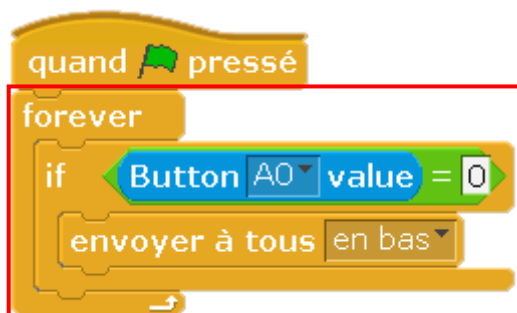 quand pressé
forever
if Button A0 value = 0
envoyer à tous en bas